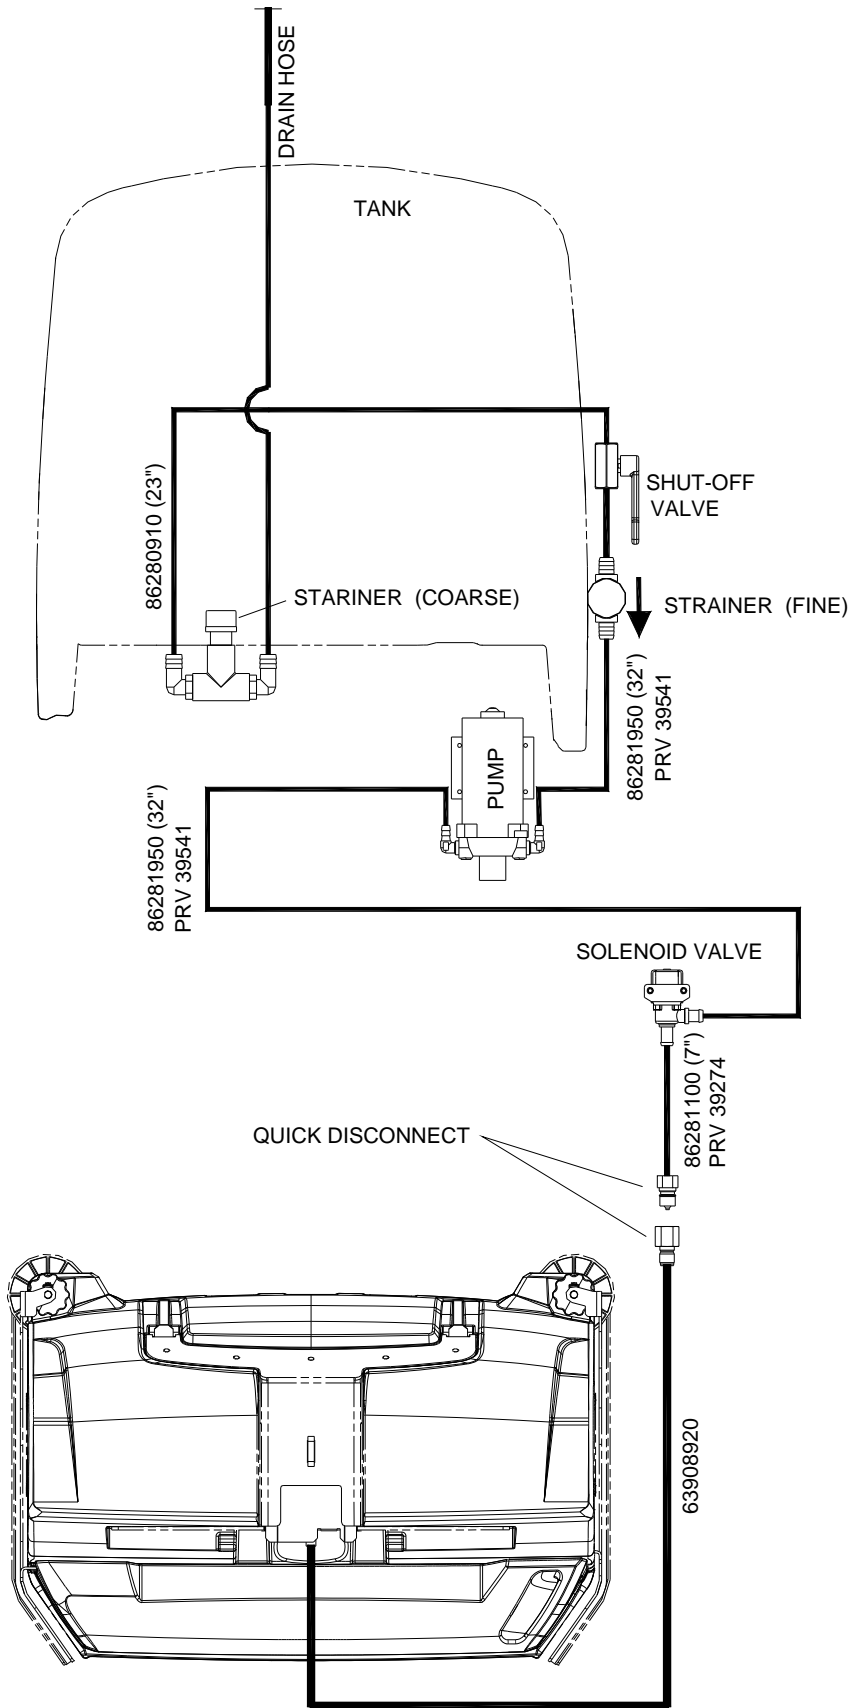 DRAIN HOSE
TANK
86280910 (23")
SHUT-OFF
VALVE
STARINER (COARSE)
STRAINER (FINE)
86281950 (32")
PRV 39541
PUMP
86281950 (32")
PRV 39541
SOLENOID VALVE
86281100 (7")
PRV 39274
QUICK DISCONNECT
63908920